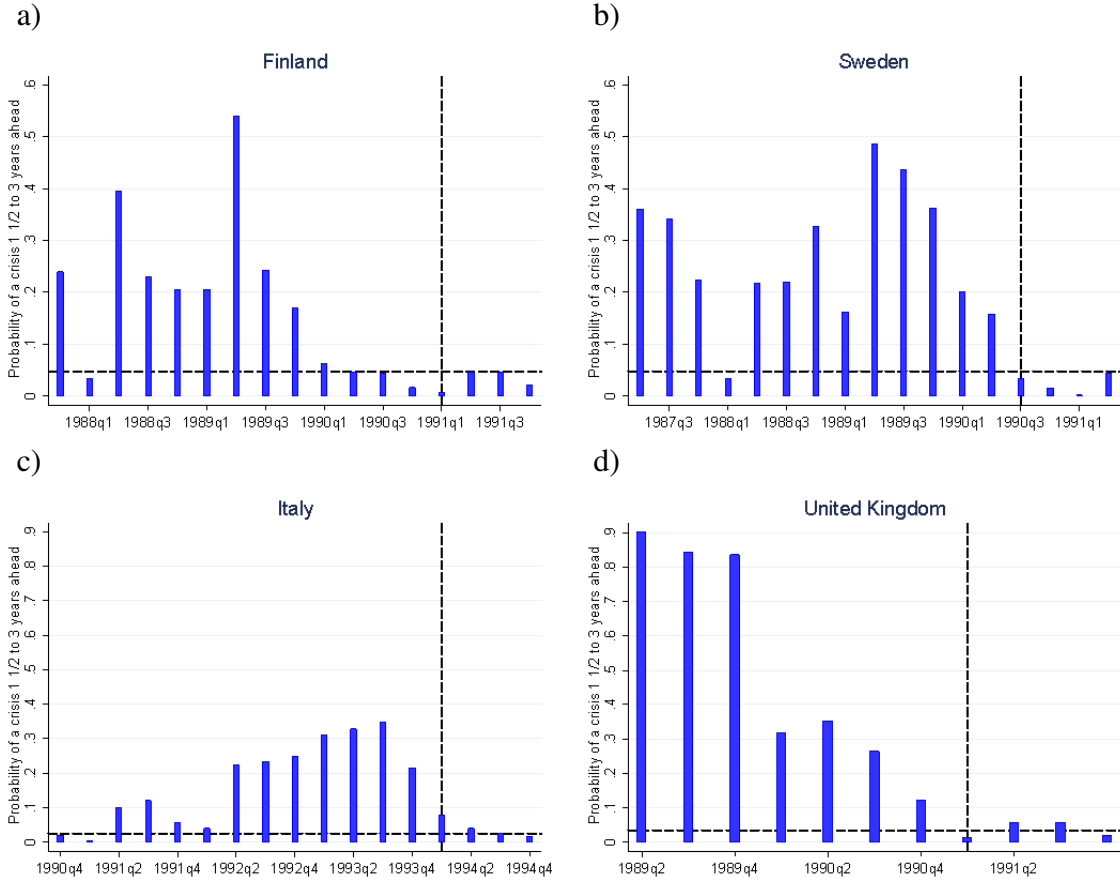 a)
Finland
Probability of a crisis 1 1/2 to 3 years ahead
.6
.5
.4
.3
.2
.1
0
1988q1 1988q3 1989q1 1989q3 1990q1 1990q3 1991q1 1991q3
b)
Sweden
Probability of a crisis 1 1/2 to 3 years ahead
.6
.5
.4
.3
.2
.1
0
1987q3 1988q1 1988q3 1989q1 1989q3 1990q1 1990q3 1991q1
c)
Italy
Probability of a crisis 1 1/2 to 3 years ahead
.9
.8
.7
.6
.5
.4
.3
.2
.1
0
1990q4 1991q2 1991q4 1992q2 1992q4 1993q2 1993q4 1994q2 1994q4
d)
United Kingdom
Probability of a crisis 1 1/2 to 3 years ahead
.9
.8
.7
.6
.5
.4
.3
.2
.1
0
1989q2 1989q4 1990q2 1990q4 1991q2